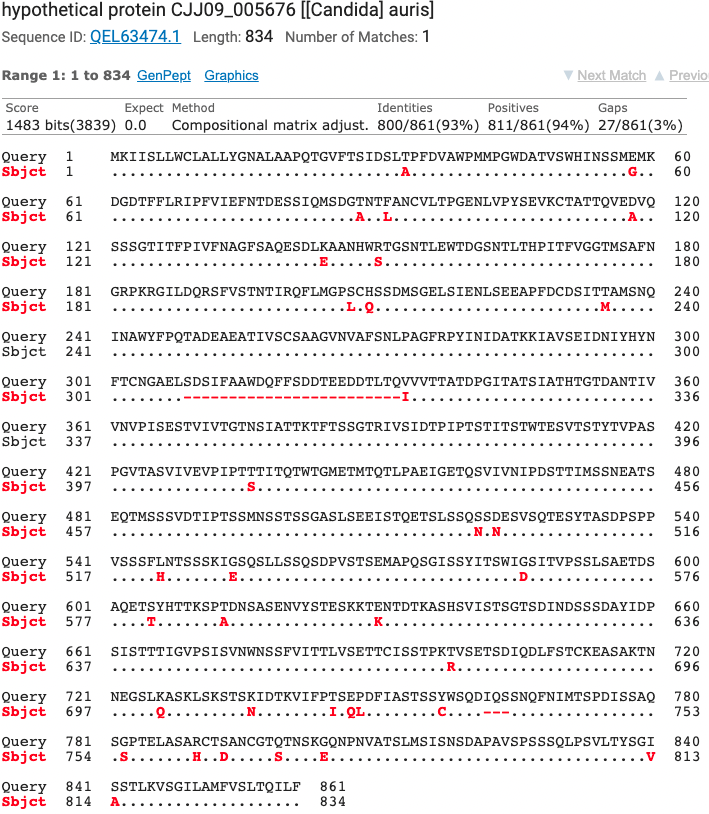 hypothetical protein CJJ09_005676 [[Candida] auris]
Sequence ID: QEL63474.1 Length: 834 Number of Matches: 1
Range 1: 1 to 834 GenPept Graphics ▼ Next Match ▲ Previo
Score Expect Method Identities Positives Gaps
1483 bits(3839) 0.0 Compositional matrix adjust. 800/861(93%) 811/861(94%) 27/861(3%)
Query 1 MKIISLLWCLALLYGNALAAPQTGVFTSIDSLTPFDVAWPMMPGWDATVSWHINSSMEMK 60
Sbjct 1 ................................A........................G.. 60
Query 61 DGDTFFLRIPFVIEFNTDESSIQMSDGTNTFANCVLTPGENLVPYSEVKCTATTQVEDVQ 120
Sbjct 61 ...........................A..L..........................A.. 120
Query 121 SSSGTITFPIVFNAGFSAQESDLKAANHWRTGSNTLEWTDGSNTLTHPITFVGGTMSAFN 180
Sbjct 121 .......................E.....S.............................. 180
Query 181 GRPKRGILDQRSFVSTNTIRQFLMGPSCHSSDMSGELSIENLSEEAPFDCDSITTAMSNQ 240
Sbjct 181 ..........................L.Q.........................M..... 240
Query 241 INAWYFPQTADEAEATIVSCSAAGVNVAFSNLPAGFRPYINIDATKKIAVSEIDNIYHYN 300
Sbjct 241 ............................................................ 300
Query 301 FTCNGAELSDSIFAAWDQFFSDDTEEDDTLTQVVVTTATDPGITATSIATHTGTDANTIV 360
Sbjct 301 ........------------------------I........................... 336
Query 361 VNVPISESTVIVTGTNSIATTKTFTSSGTRIVSIDTPIPTSTITSTWTESVTSTYTVPAS 420
Sbjct 337 ............................................................ 396
Query 421 PGVTASVIVEVPIPTTTITQTWTGMETMTQTLPAEIGETQSVIVNIPDSTTIMSSNEATS 480
Sbjct 397 ...............S............................................ 456
Query 481 EQTMSSSVDTIPTSSMNSSTSSGASLSEEISTQETSLSSQSSDESVSQTESYTASDPSPP 540
Sbjct 457 ........................................N.N................. 516
Query 541 VSSSFLNTSSSKIGSQSLLSSQSDPVSTSEMAPQSGISSYITSWIGSITVPSSLSAETDS 600
Sbjct 517 .....H.......E...............................D.............. 576
Query 601 AQETSYHTTKSPTDNSASENVYSTESKKTENTDTKASHSVISTSGTSDINDSSSDAYIDP 660
Sbjct 577 ....T.......A................K.............................. 636
Query 661 SISTTTIGVPSISVNWNSSFVITTLVSETTCISSTPKTVSETSDIQDLFSTCKEASAKTN 720
Sbjct 637 .....................................R...................... 696
Query 721 NEGSLKASKLSKSTSKIDTKVIFPTSEPDFIASTSSYWSQDIQSSNQFNIMTSPDISSAQ 780
Sbjct 697 .....Q.........N........I.QL........C....---................ 753
Query 781 SGPTELASARCTSANCGTQTNSKGQNPNVATSLMSISNSDAPAVSPSSSQLPSVLTYSGI 840
Sbjct 754 .S.......H..D.....Q....E...................................V 813
Query 841 SSTLKVSGILAMFVSLTQILF 861
Sbjct 814 A.................... 834